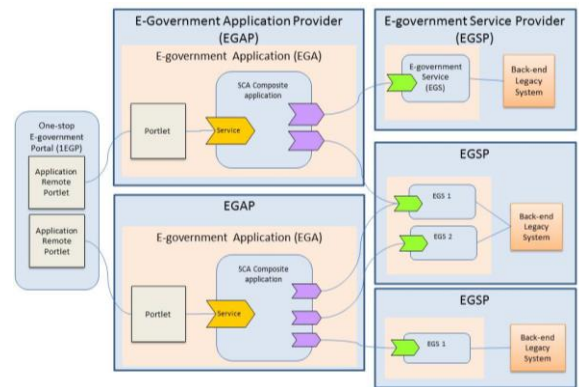 E-Government Application Provider
(EGAP)
E-government Application (EGA)
SCA Composite
application
Portlet
Service
E-government Service Provider
(EGSP)
E-government
Service
(EGS)
Back-end
Legacy
System
One-stop
E-government
Portal (1EGP)
Application
Remote
Portlet
Application
Remote
Portlet
EGSP
EGS 1
EGS 2
Back-end
Legacy
System
EGAP
E-government Application (EGA)
SCA Composite
application
Portlet
Service
EGSP
EGS 1
Back-end
Legacy
System